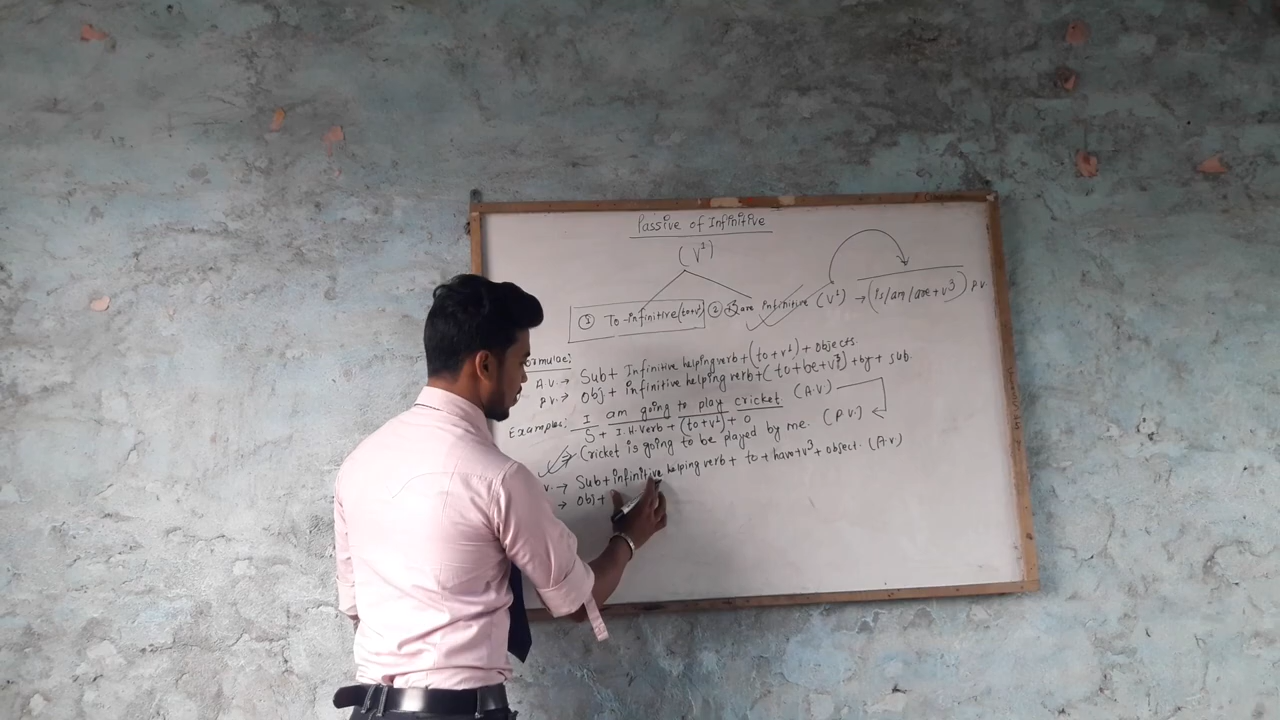 Passive of Infinitive
(V¹)
① To-infinitive (to+v¹) ② Bare infinitive (V¹) → (is/am/are+v³) P.V.
Formulae:
A.V. → Sub+ Infinitive helping verb + (to+v¹) + objects.
P.V. → Obj + infinitive helping verb + (to+be+v³) + by + sub.
Examples: I am going to play cricket (A.V)
S + I.H.Verb + (to+v¹) + O
→ Cricket is going to be played by me. (P.V.)
V. → Sub+infinitive helping verb + to + have+v³ + object. (A.V)
→ Obj +